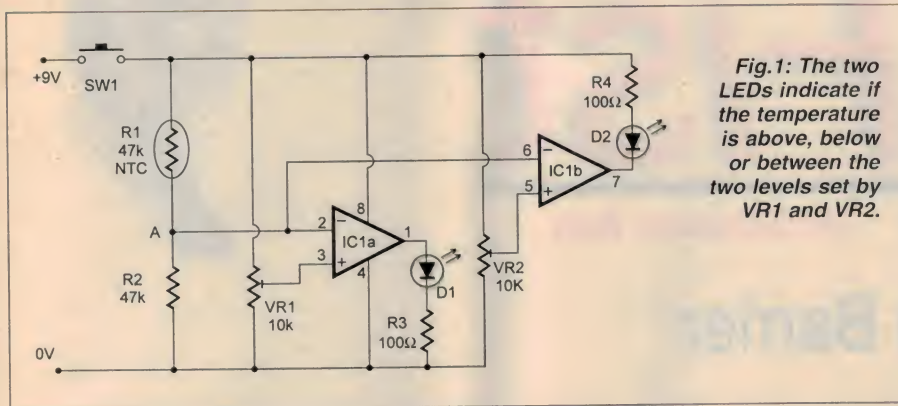 +9V
SW1
R1
47k
NTC
A
R2
47k
0V
VR1
10k
8
2
3
4
1
IC1a
D1
R3
100Ω
6
5
7
IC1b
VR2
10K
R4
100Ω
D2
Fig.1: The two
LEDs indicate if
the temperature
is above, below
or between the
two levels set by
VR1 and VR2.